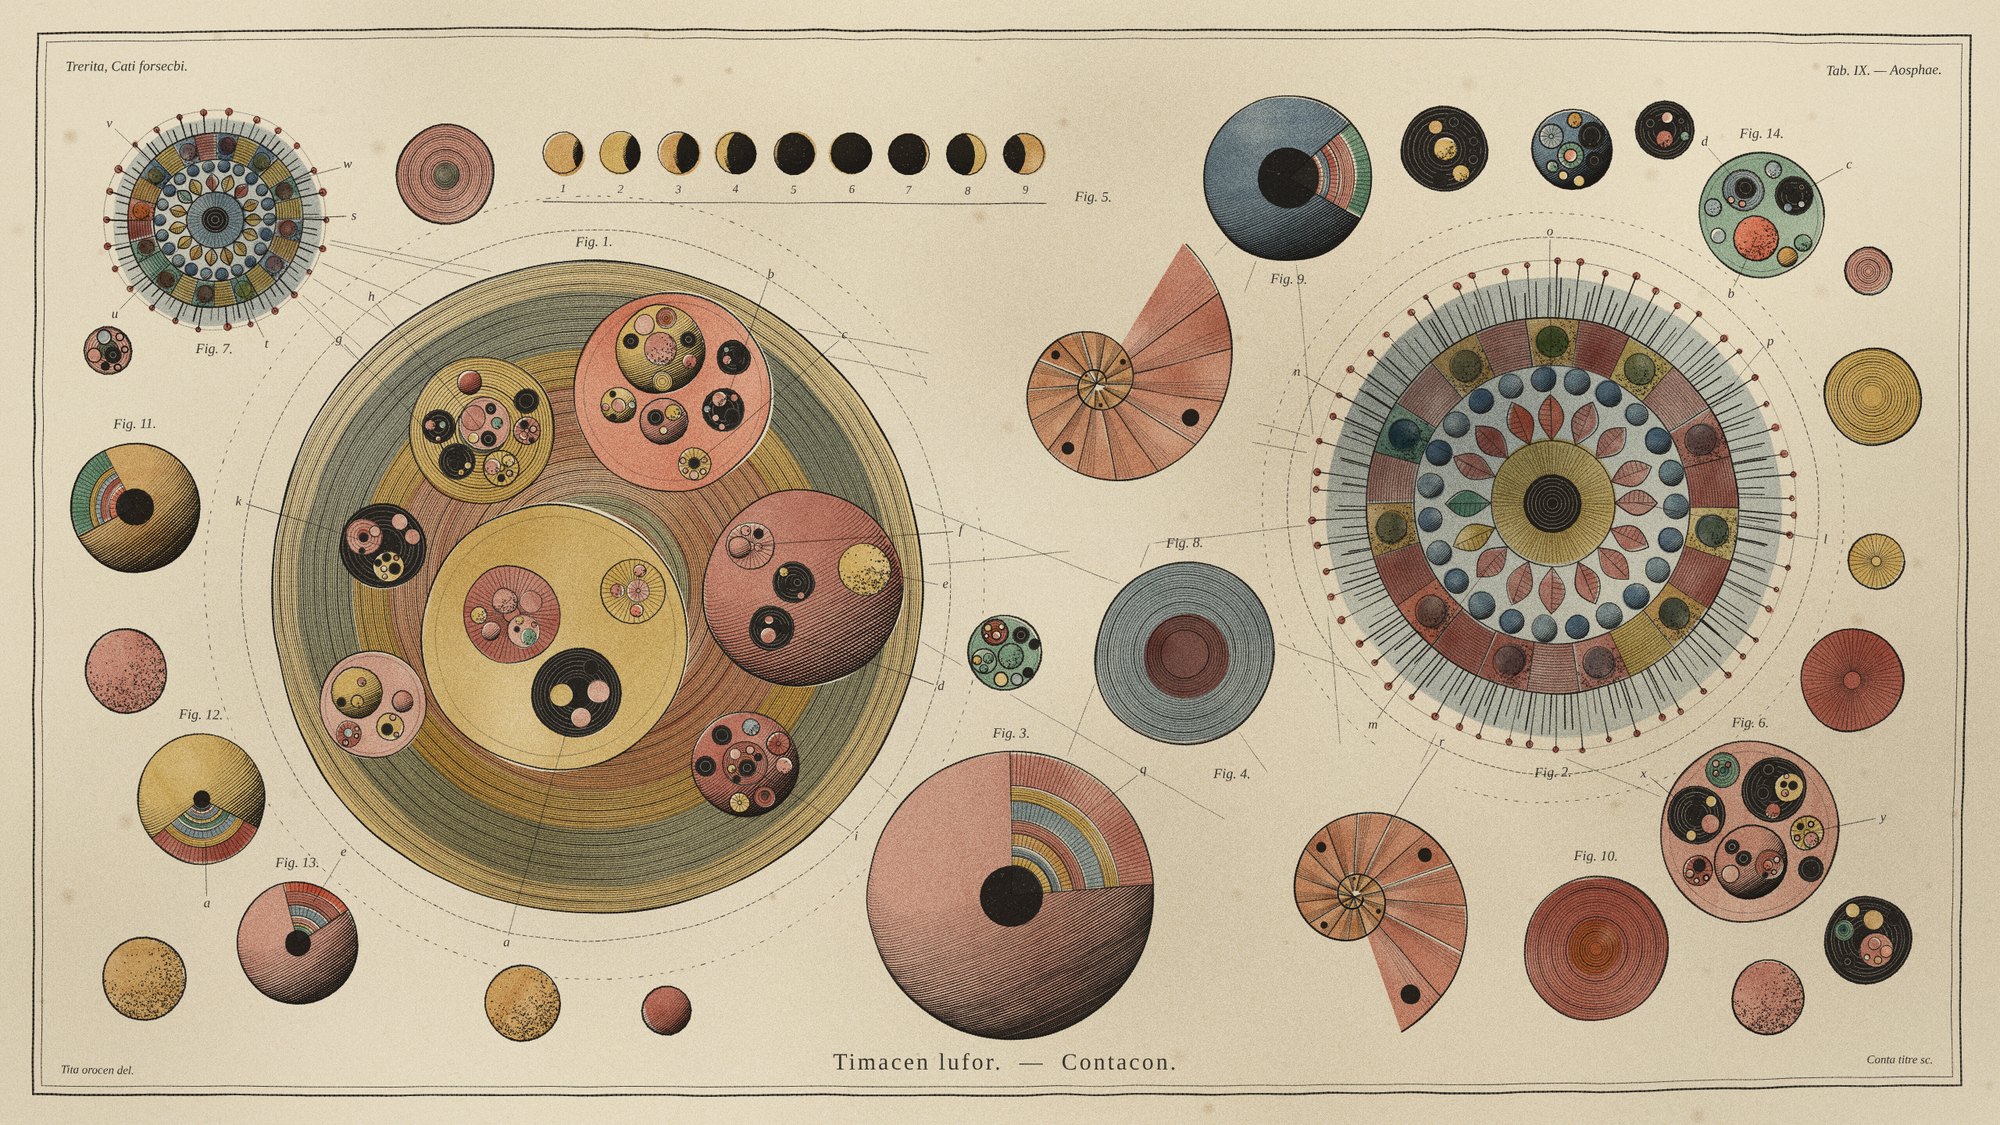 Trerita, Cati forsecbi.
Tab. IX. — Aosphae.
v
w
s
u
t
Fig. 7.
1 2 3 4 5 6 7 8 9
Fig. 5.
Fig. 1.
b
h
g
c
k
f
e
d
i
a
Fig. 9.
d
Fig. 14.
c
b
o
p
n
l
m
Fig. 2.
Fig. 11.
Fig. 8.
Fig. 12.
a
Fig. 13.
e
Fig. 3.
q
Fig. 4.
r
Fig. 6.
x
y
Fig. 10.
Timacen lufor. — Contacon.
Tita orocen del.
Conta titre sc.